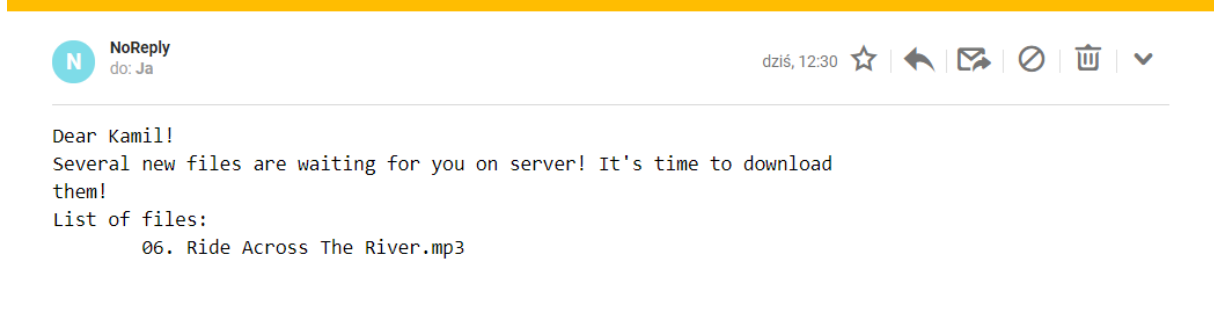 N
NoReply
do: Ja
dziś, 12:30
Dear Kamil!
Several new files are waiting for you on server! It's time to download
them!
List of files:
06. Ride Across The River.mp3